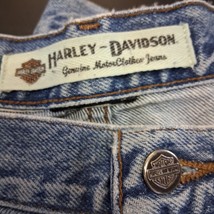 HARLEY-DAVIDSON
Genuine MotorClothes Jeans